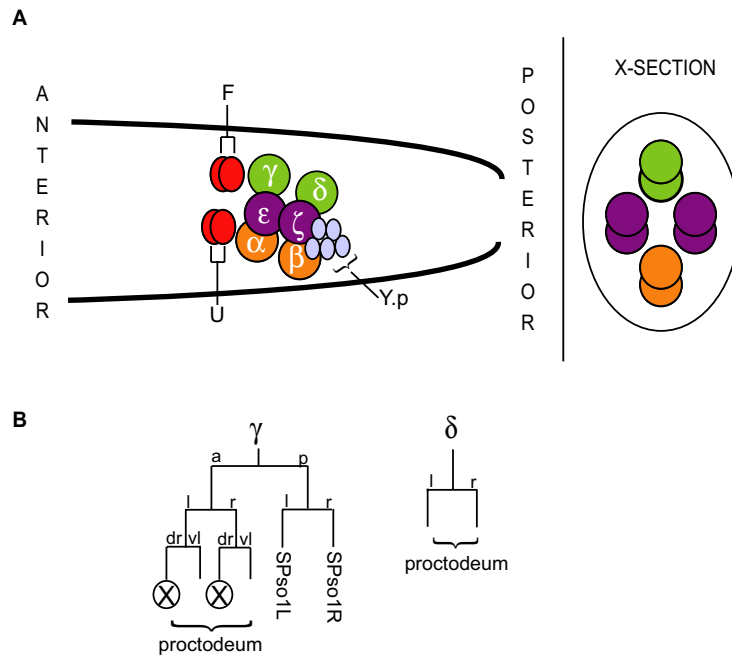 A
ANTERIOR
F
γ
δ
ε
ζ
α
β
U
Y.p
POSTERIOR
X-SECTION
B
γ
a p
l r l r
dr vl dr vl
X X
SPso1L
SPso1R
proctodeum
δ
l r
proctodeum